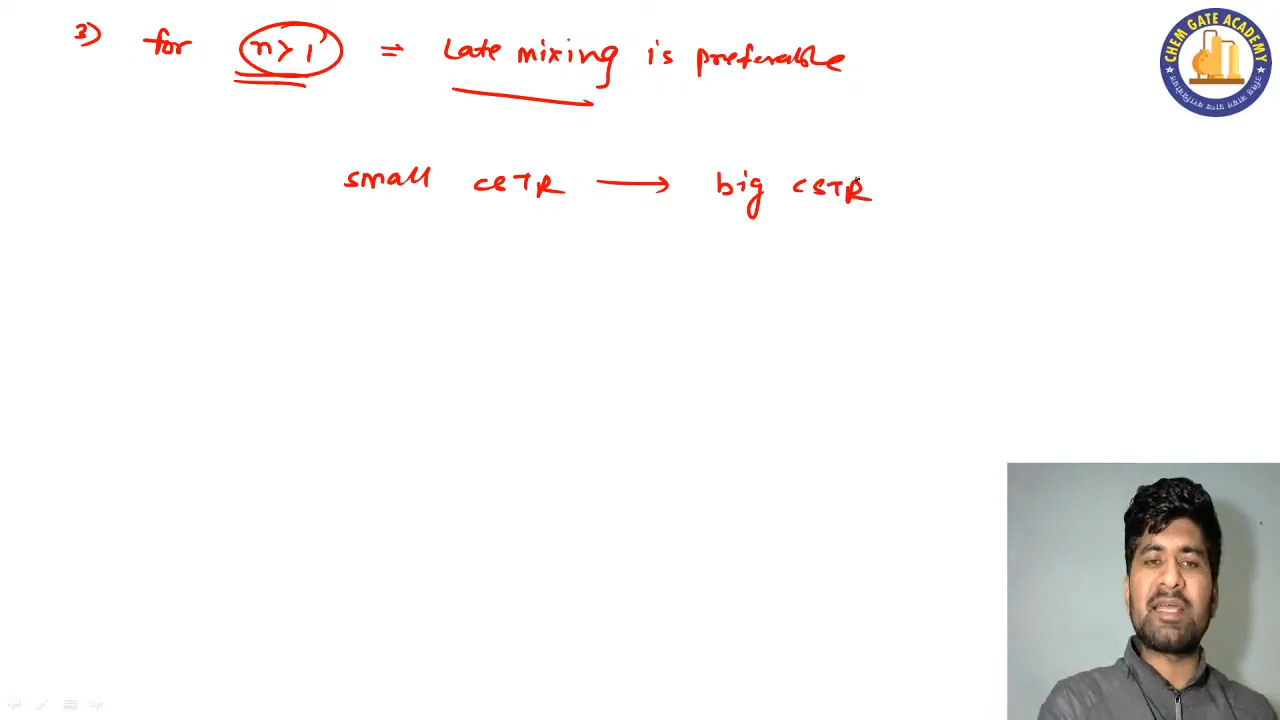 3) for n>1 = Late mixing is preferable
CHEM GATE ACADEMY
small CSTR → big CSTR